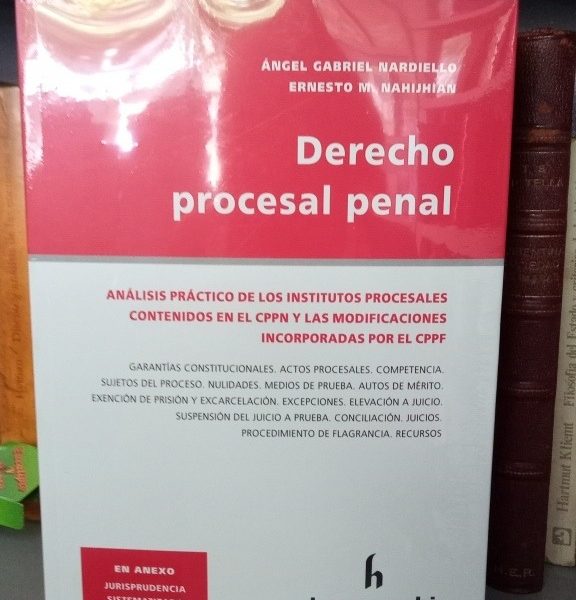 ÁNGEL GABRIEL NARDIELLO
ERNESTO M. NAHIJHIAN
Derecho
procesal penal
ANÁLISIS PRÁCTICO DE LOS INSTITUTOS PROCESALES
CONTENIDOS EN EL CPPN Y LAS MODIFICACIONES
INCORPORADAS POR EL CPPF
GARANTÍAS CONSTITUCIONALES. ACTOS PROCESALES. COMPETENCIA.
SUJETOS DEL PROCESO. NULIDADES. MEDIOS DE PRUEBA. AUTOS DE MÉRITO.
EXENCIÓN DE PRISIÓN Y EXCARCELACIÓN. EXCEPCIONES. ELEVACIÓN A JUICIO.
SUSPENSIÓN DEL JUICIO A PRUEBA. CONCILIACIÓN. JUICIOS.
PROCEDIMIENTO DE FLAGRANCIA. RECURSOS
EN ANEXO
JURISPRUDENCIA
h
Hartmut Kliemt
Filosofía del Estado